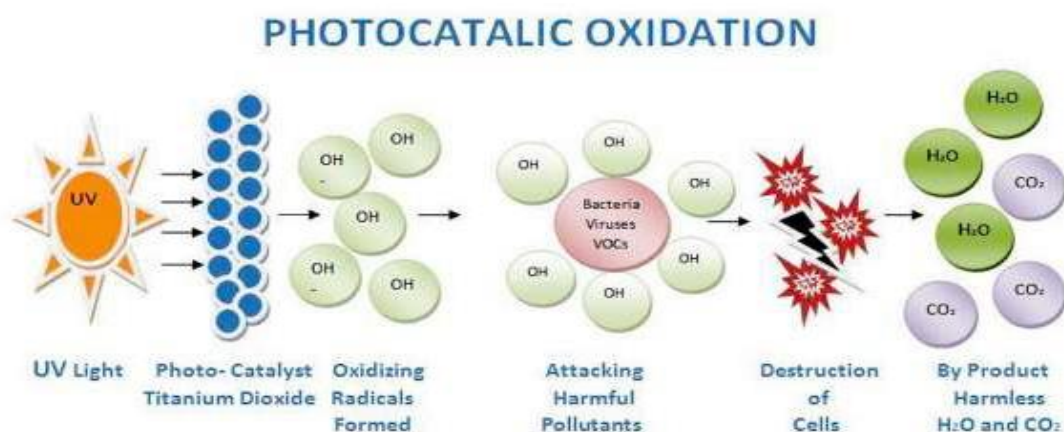 PHOTOCATALIC OXIDATION
UV
OH
-
OH
OH
OH
-
OH
OH
OH
OH
OH
OH
OH
Bacteria
Viruses
VOCs
H₂O
H₂O
CO₂
H₂O
CO₂
CO₂
UV Light
Photo- Catalyst
Titanium Dioxide
Oxidizing
Radicals
Formed
Attacking
Harmful
Pollutants
Destruction
of
Cells
By Product
Harmless
H₂O and CO₂